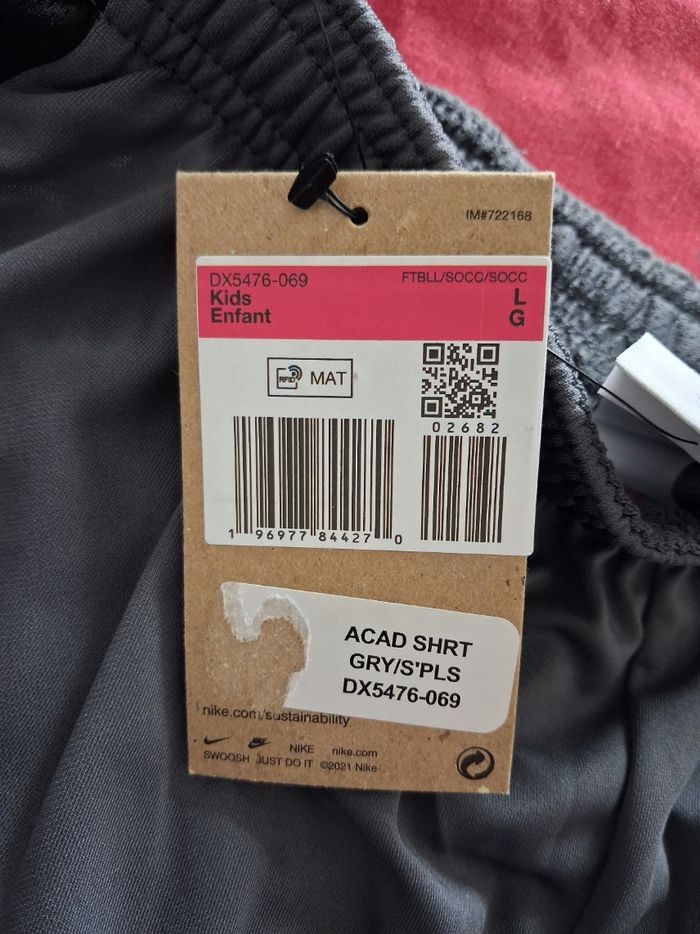 IM#722168
DX5476-069 FTBLL/SOCC/SOCC
Kids L
Enfant G
RFID MAT
02682
1 96977 84427 0
ACAD SHRT
GRY/S'PLS
DX5476-069
nike.com/sustainability
NIKE nike.com
SWOOSH JUST DO IT ©2021 Nike